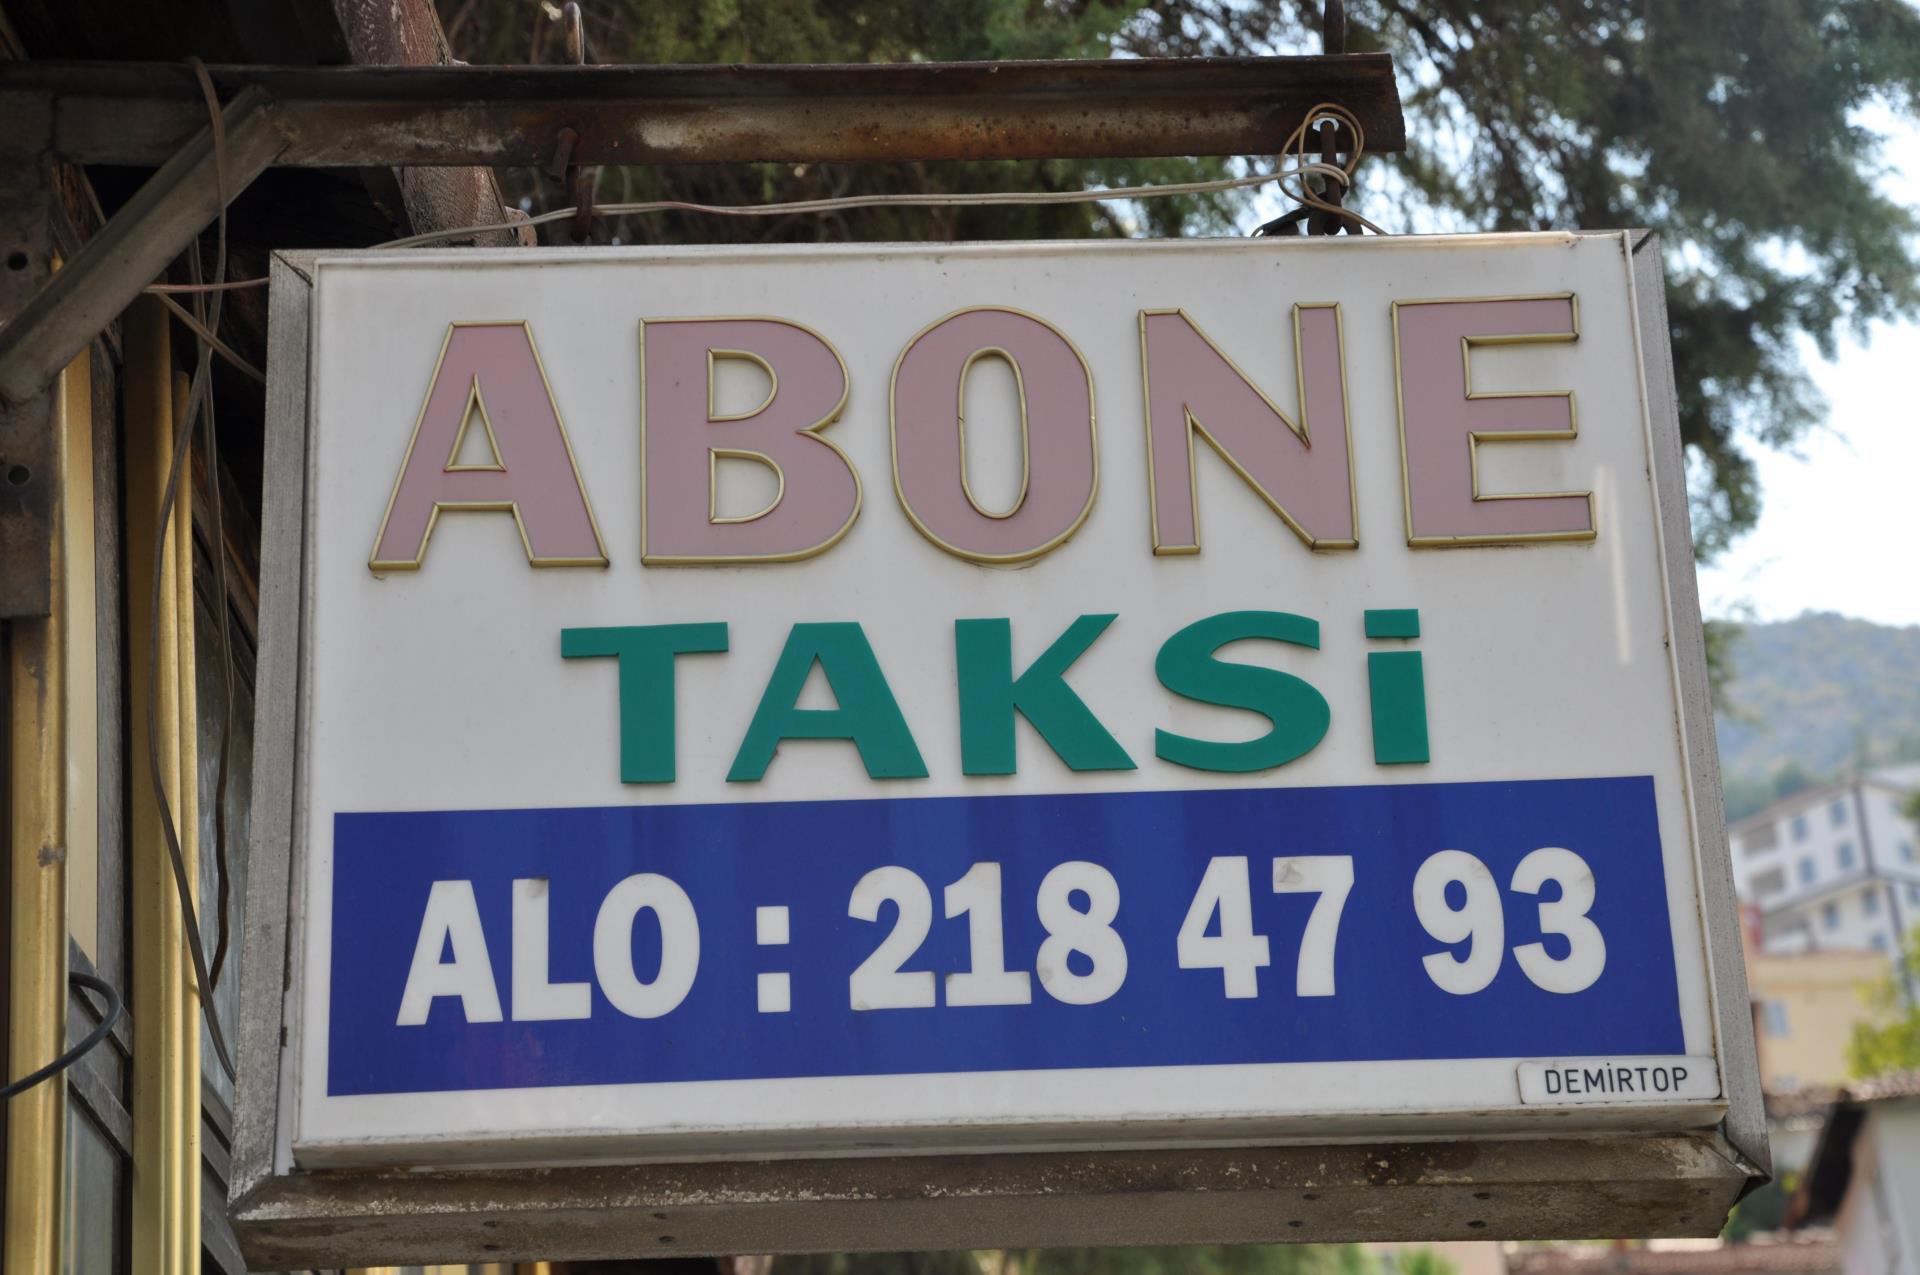 ABONE
TAKSi
ALO : 218 47 93
DEMİRTOP